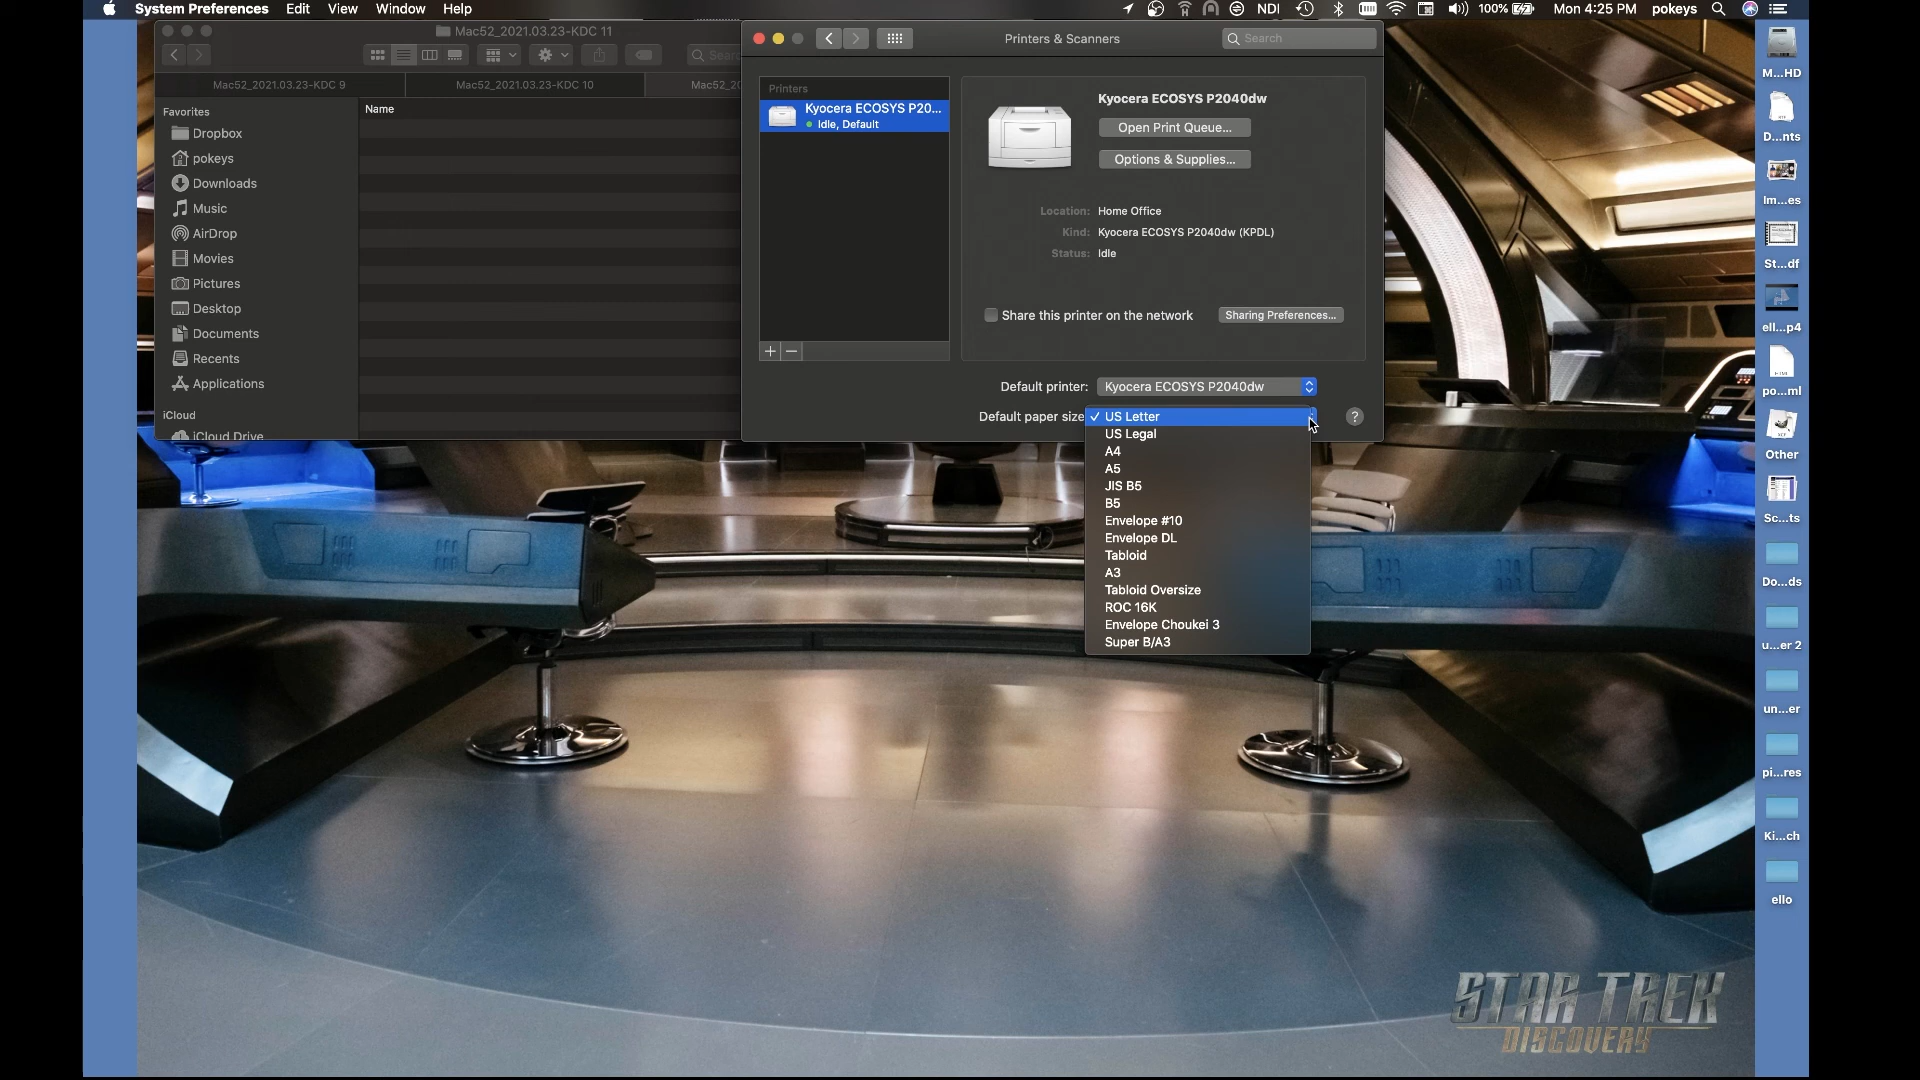 System Preferences Edit View Window Help
NDI 100% Mon 4:25 PM pokeys
Mac52_2021.03.23-KDC 11
Mac52_2021.03.23-KDC 9
Mac52_2021.03.23-KDC 10
Mac52_20
Favorites
Dropbox
pokeys
Downloads
Music
AirDrop
Movies
Pictures
Desktop
Documents
Recents
Applications
iCloud
iCloud Drive
Name
Printers & Scanners
Search
Printers
Kyocera ECOSYS P20...
Idle, Default
Kyocera ECOSYS P2040dw
Open Print Queue...
Options & Supplies...
Location: Home Office
Kind: Kyocera ECOSYS P2040dw (KPDL)
Status: Idle
Share this printer on the network
Sharing Preferences...
Default printer: Kyocera ECOSYS P2040dw
Default paper size
?
✓ US Letter
US Legal
A4
A5
JIS B5
B5
Envelope #10
Envelope DL
Tabloid
A3
Tabloid Oversize
ROC 16K
Envelope Choukei 3
Super B/A3
M...HD
D...nts
Im...es
St...df
ell...p4
po...ml
Other
Sc...ts
Do...ds
u...er 2
un...er
pi...res
Ki...ch
ello
STAR TREK
DISCOVERY